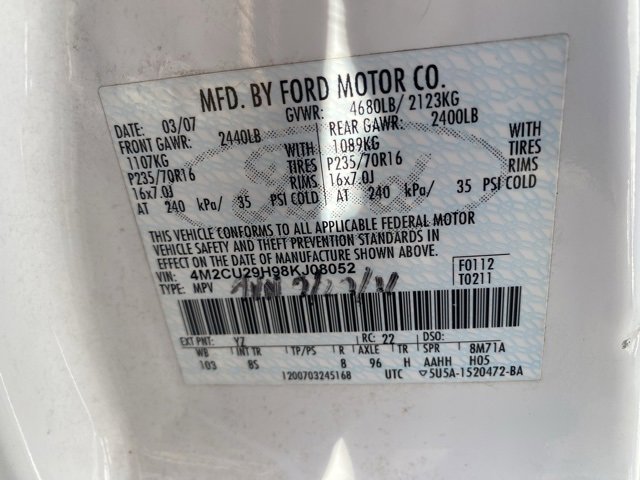 MFD. BY FORD MOTOR CO.
DATE: 03/07 GVWR: 4680LB/ 2123KG
FRONT GAWR: 2440LB REAR GAWR: 2400LB
1107KG WITH 1089KG WITH
P235/70R16 TIRES P235/70R16 TIRES
16x7.0J RIMS 16x7.0J RIMS
AT 240 kPa/ 35 PSI COLD AT 240 kPa/ 35 PSI COLD
THIS VEHICLE CONFORMS TO ALL APPLICABLE FEDERAL MOTOR
VEHICLE SAFETY AND THEFT PREVENTION STANDARDS IN
EFFECT ON THE DATE OF MANUFACTURE SHOWN ABOVE.
VIN: 4M2CU29H98KJ08052 F0112
TYPE: MPV T0211
EXT PNT: YZ RC: 22 DSO:
WB INT TR TP/PS R AXLE TR SPR 8M71A
103 BS 8 96 H AAHH H05
1200703245168 UTC ▽5U5A-1520472-BA